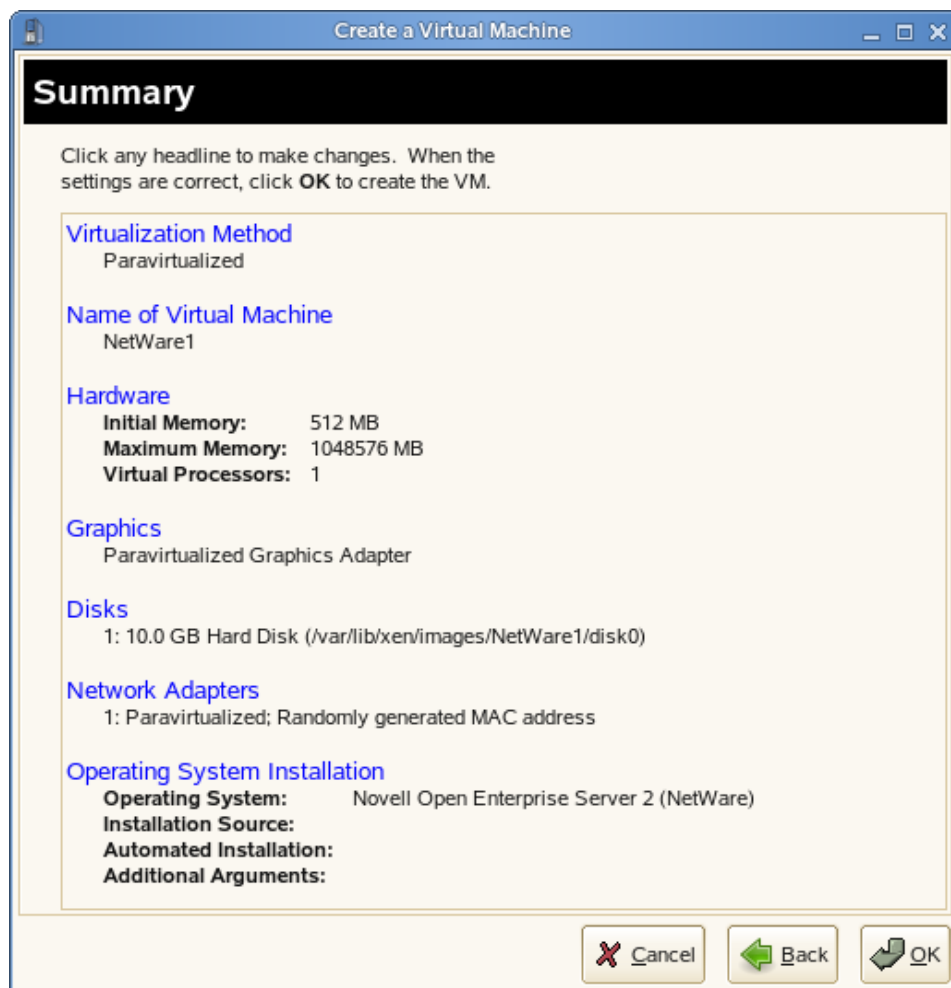 Create a Virtual Machine
Summary
Click any headline to make changes. When the
settings are correct, click OK to create the VM.
Virtualization Method
Paravirtualized
Name of Virtual Machine
NetWare1
Hardware
Initial Memory: 512 MB
Maximum Memory: 1048576 MB
Virtual Processors: 1
Graphics
Paravirtualized Graphics Adapter
Disks
1: 10.0 GB Hard Disk (/var/lib/xen/images/NetWare1/disk0)
Network Adapters
1: Paravirtualized; Randomly generated MAC address
Operating System Installation
Operating System: Novell Open Enterprise Server 2 (NetWare)
Installation Source:
Automated Installation:
Additional Arguments:
Cancel Back OK